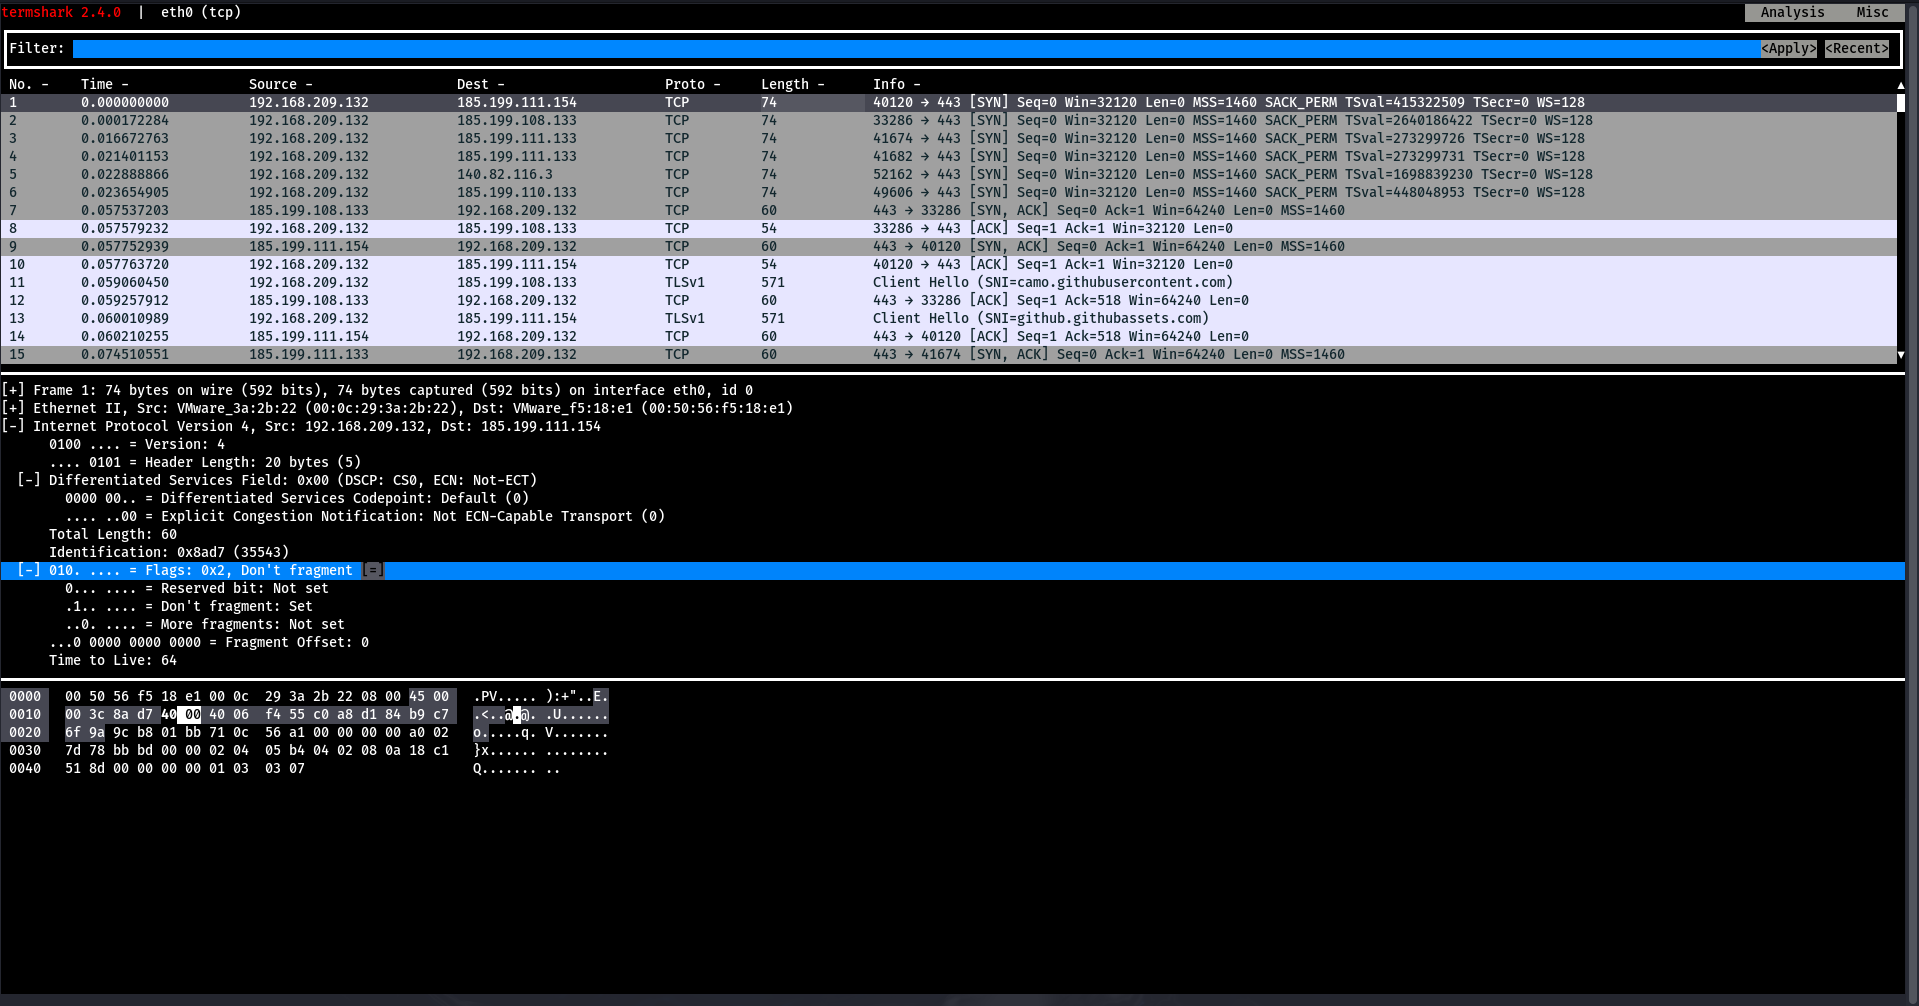 termshark 2.4.0 | eth0 (tcp) Analysis Misc
Filter: <Apply> <Recent>
No. - Time - Source - Dest - Proto - Length - Info -
1 0.000000000 192.168.209.132 185.199.111.154 TCP 74 40120 → 443 [SYN] Seq=0 Win=32120 Len=0 MSS=1460 SACK_PERM TSval=415322509 TSecr=0 WS=128
2 0.000172284 192.168.209.132 185.199.108.133 TCP 74 33286 → 443 [SYN] Seq=0 Win=32120 Len=0 MSS=1460 SACK_PERM TSval=2640186422 TSecr=0 WS=128
3 0.016672763 192.168.209.132 185.199.111.133 TCP 74 41674 → 443 [SYN] Seq=0 Win=32120 Len=0 MSS=1460 SACK_PERM TSval=273299726 TSecr=0 WS=128
4 0.021401153 192.168.209.132 185.199.111.133 TCP 74 41682 → 443 [SYN] Seq=0 Win=32120 Len=0 MSS=1460 SACK_PERM TSval=273299731 TSecr=0 WS=128
5 0.022888866 192.168.209.132 140.82.116.3 TCP 74 52162 → 443 [SYN] Seq=0 Win=32120 Len=0 MSS=1460 SACK_PERM TSval=1698839230 TSecr=0 WS=128
6 0.023654905 192.168.209.132 185.199.110.133 TCP 74 49606 → 443 [SYN] Seq=0 Win=32120 Len=0 MSS=1460 SACK_PERM TSval=448048953 TSecr=0 WS=128
7 0.057537203 185.199.108.133 192.168.209.132 TCP 60 443 → 33286 [SYN, ACK] Seq=0 Ack=1 Win=64240 Len=0 MSS=1460
8 0.057579232 192.168.209.132 185.199.108.133 TCP 54 33286 → 443 [ACK] Seq=1 Ack=1 Win=32120 Len=0
9 0.057752939 185.199.111.154 192.168.209.132 TCP 60 443 → 40120 [SYN, ACK] Seq=0 Ack=1 Win=64240 Len=0 MSS=1460
10 0.057763720 192.168.209.132 185.199.111.154 TCP 54 40120 → 443 [ACK] Seq=1 Ack=1 Win=32120 Len=0
11 0.059060450 192.168.209.132 185.199.108.133 TLSv1 571 Client Hello (SNI=camo.githubusercontent.com)
12 0.059257912 185.199.108.133 192.168.209.132 TCP 60 443 → 33286 [ACK] Seq=1 Ack=518 Win=64240 Len=0
13 0.060010989 192.168.209.132 185.199.111.154 TLSv1 571 Client Hello (SNI=github.githubassets.com)
14 0.060210255 185.199.111.154 192.168.209.132 TCP 60 443 → 40120 [ACK] Seq=1 Ack=518 Win=64240 Len=0
15 0.074510551 185.199.111.133 192.168.209.132 TCP 60 443 → 41674 [SYN, ACK] Seq=0 Ack=1 Win=64240 Len=0 MSS=1460
[+] Frame 1: 74 bytes on wire (592 bits), 74 bytes captured (592 bits) on interface eth0, id 0
[+] Ethernet II, Src: VMware_3a:2b:22 (00:0c:29:3a:2b:22), Dst: VMware_f5:18:e1 (00:50:56:f5:18:e1)
[-] Internet Protocol Version 4, Src: 192.168.209.132, Dst: 185.199.111.154
0100 .... = Version: 4
.... 0101 = Header Length: 20 bytes (5)
[-] Differentiated Services Field: 0x00 (DSCP: CS0, ECN: Not-ECT)
0000 00.. = Differentiated Services Codepoint: Default (0)
.... ..00 = Explicit Congestion Notification: Not ECN-Capable Transport (0)
Total Length: 60
Identification: 0x8ad7 (35543)
[-] 010. .... = Flags: 0x2, Don't fragment [=]
0... .... = Reserved bit: Not set
.1.. .... = Don't fragment: Set
..0. .... = More fragments: Not set
...0 0000 0000 0000 = Fragment Offset: 0
Time to Live: 64
0000 00 50 56 f5 18 e1 00 0c 29 3a 2b 22 08 00 45 00 .PV..... ):+"..E.
0010 00 3c 8a d7 40 00 40 06 f4 55 c0 a8 d1 84 b9 c7 .<..@.@. .U......
0020 6f 9a 9c b8 01 bb 71 0c 56 a1 00 00 00 00 a0 02 o.....q. V.......
0030 7d 78 bb bd 00 00 02 04 05 b4 04 02 08 0a 18 c1 }x...... ........
0040 51 8d 00 00 00 00 01 03 03 07 Q....... ..